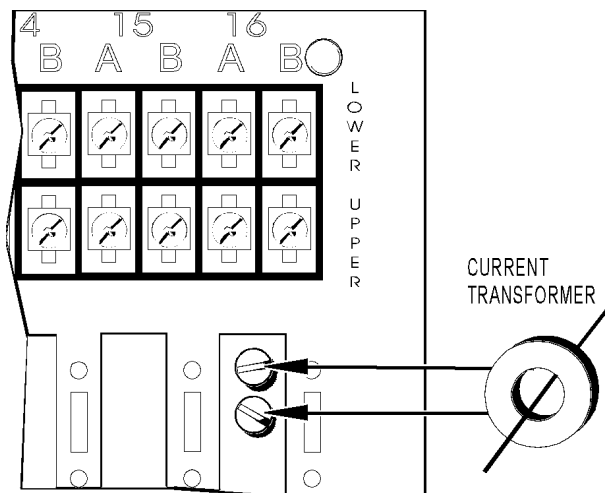 4 15 16
B A B A B
LOWER
UPPER
CURRENT
TRANSFORMER